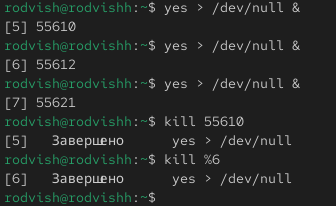 rodvish@rodvishh:~$ yes > /dev/null &
[5] 55610
rodvish@rodvishh:~$ yes > /dev/null &
[6] 55612
rodvish@rodvishh:~$ yes > /dev/null &
[7] 55621
rodvish@rodvishh:~$ kill 55610
[5]   Завершено      yes > /dev/null
rodvish@rodvishh:~$ kill %6
[6]   Завершено      yes > /dev/null
rodvish@rodvishh:~$